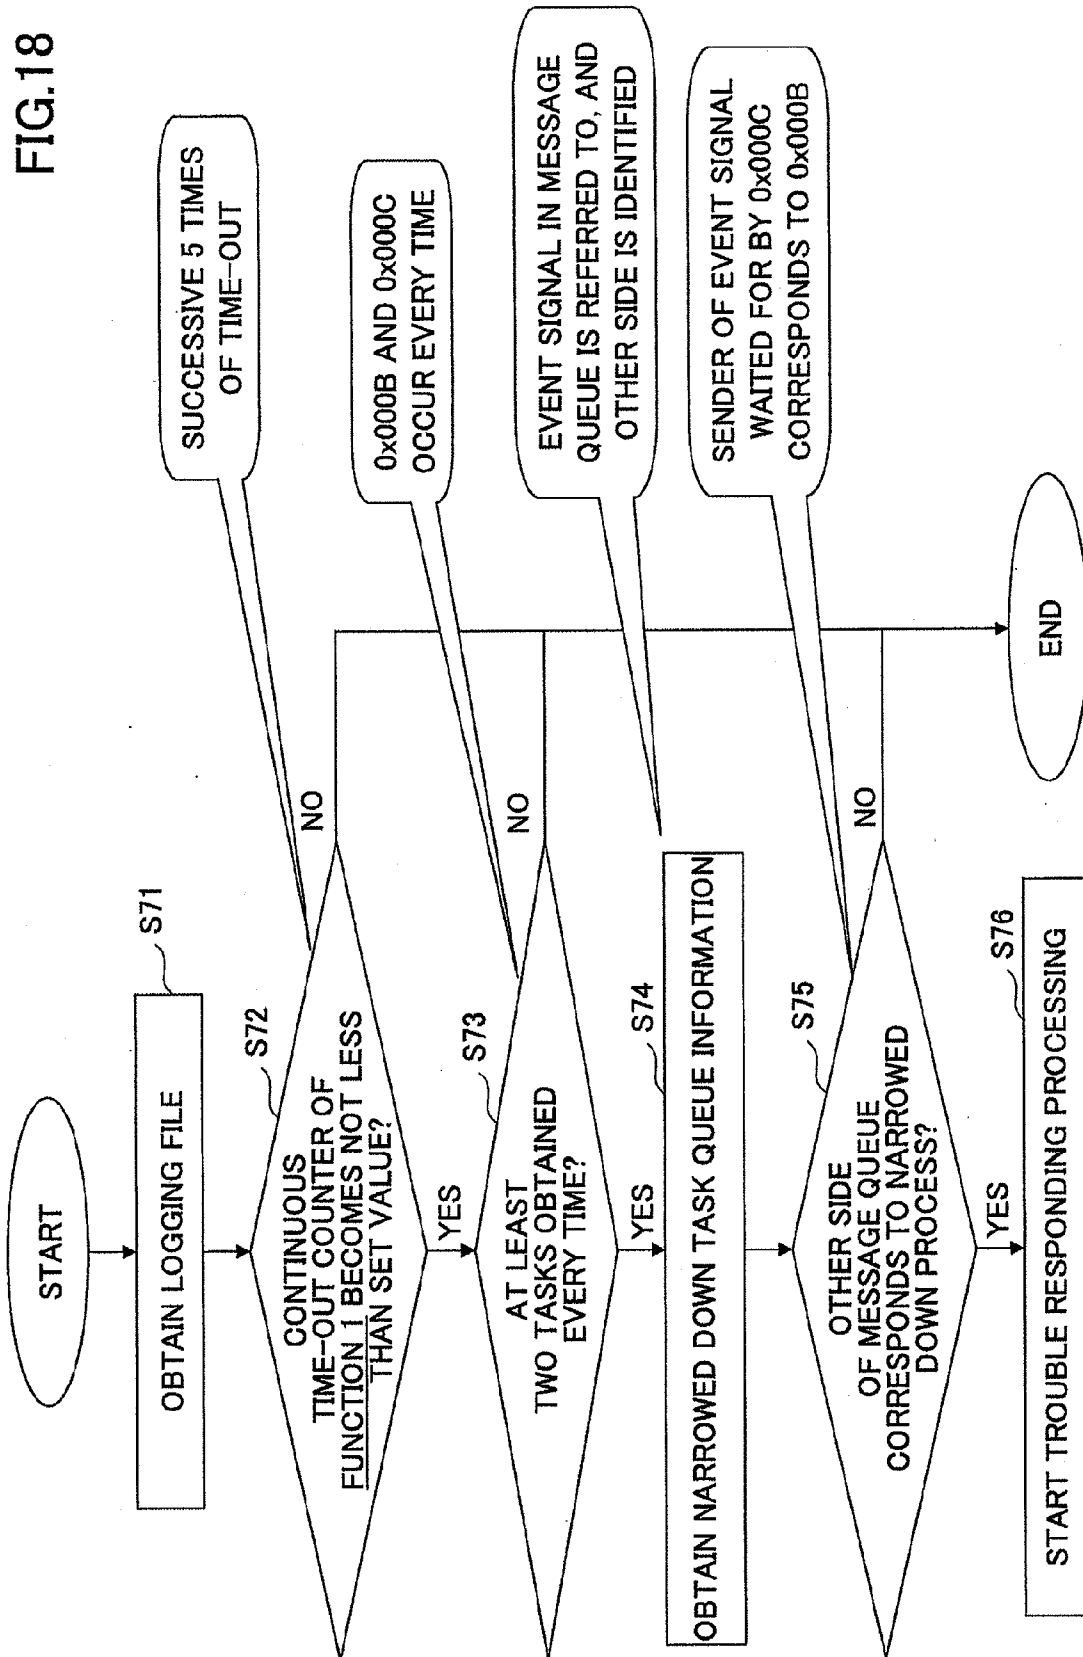 FIG.18
START
OBTAIN LOGGING FILE
S71
S72
CONTINUOUS
TIME-OUT COUNTER OF
FUNCTION 1 BECOMES NOT LESS
THAN SET VALUE?
NO
YES
SUCCESSIVE 5 TIMES
OF TIME-OUT
S73
AT LEAST
TWO TASKS OBTAINED
EVERY TIME?
NO
YES
0x000B AND 0x000C
OCCUR EVERY TIME
S74
OBTAIN NARROWED DOWN TASK QUEUE INFORMATION
EVENT SIGNAL IN MESSAGE
QUEUE IS REFERRED TO, AND
OTHER SIDE IS IDENTIFIED
S75
OTHER SIDE
OF MESSAGE QUEUE
CORRESPONDS TO NARROWED
DOWN PROCESS?
NO
YES
SENDER OF EVENT SIGNAL
WAITED FOR BY 0x000C
CORRESPONDS TO 0x000B
S76
START TROUBLE RESPONDING PROCESSING
END